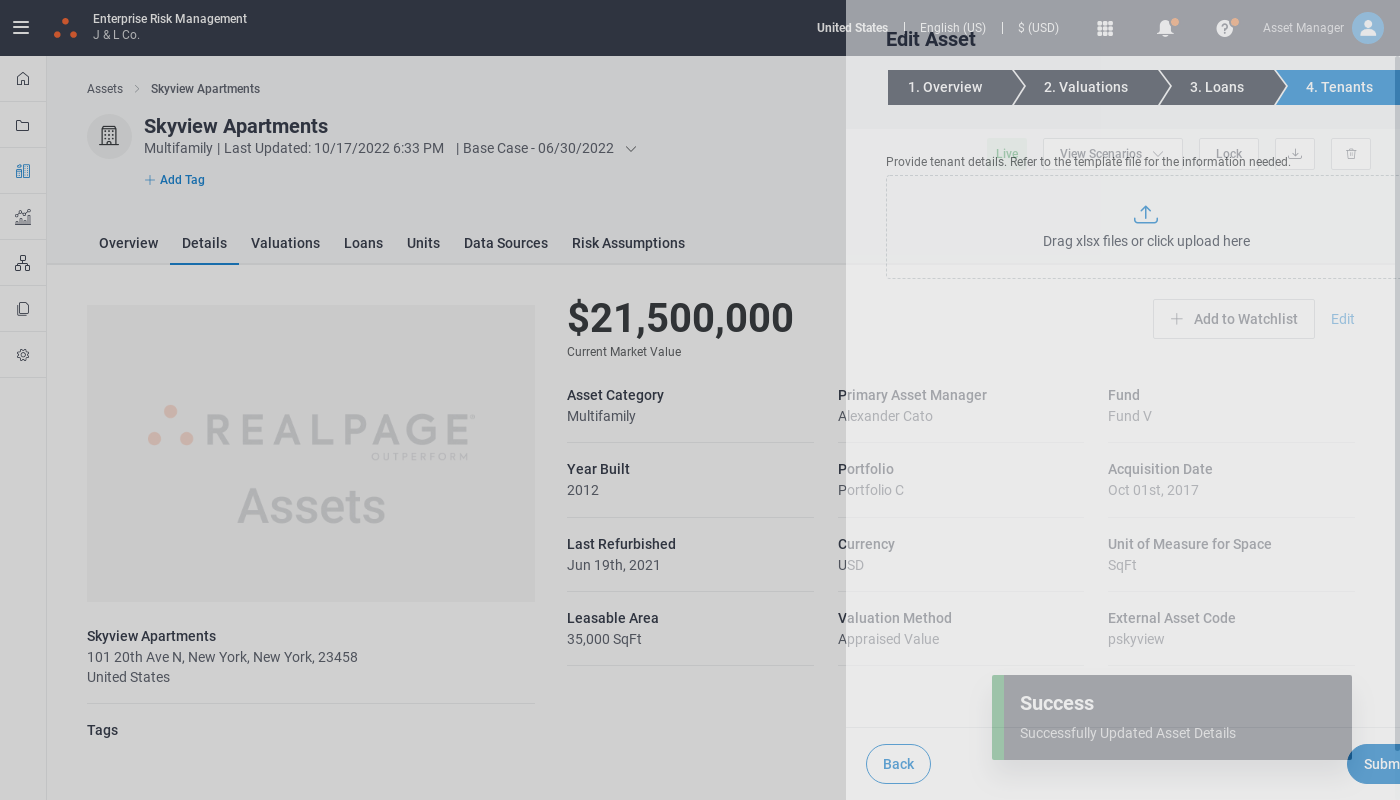 Enterprise Risk Management
J & L Co.
United States
English (US)
$ (USD)
Asset Manager
Edit Asset
1. Overview
2. Valuations
3. Loans
4. Tenants
Assets
Skyview Apartments
Skyview Apartments
Multifamily | Last Updated: 10/17/2022 6:33 PM | Base Case - 06/30/2022
Live
View Scenarios
Lock
Provide tenant details. Refer to the template file for the information needed.
Add Tag
Drag xlsx files or click upload here
Overview
Details
Valuations
Loans
Units
Data Sources
Risk Assumptions
$21,500,000
Current Market Value
Add to Watchlist
Edit
REALPAGE
OUTPERFORM
Assets
Asset Category
Multifamily
Primary Asset Manager
Alexander Cato
Fund
Fund V
Year Built
2012
Portfolio
Portfolio C
Acquisition Date
Oct 01st, 2017
Last Refurbished
Jun 19th, 2021
Currency
USD
Unit of Measure for Space
SqFt
Leasable Area
35,000 SqFt
Valuation Method
Appraised Value
External Asset Code
pskyview
Skyview Apartments
101 20th Ave N, New York, New York, 23458
United States
Tags
Success
Successfully Updated Asset Details
Back
Subm